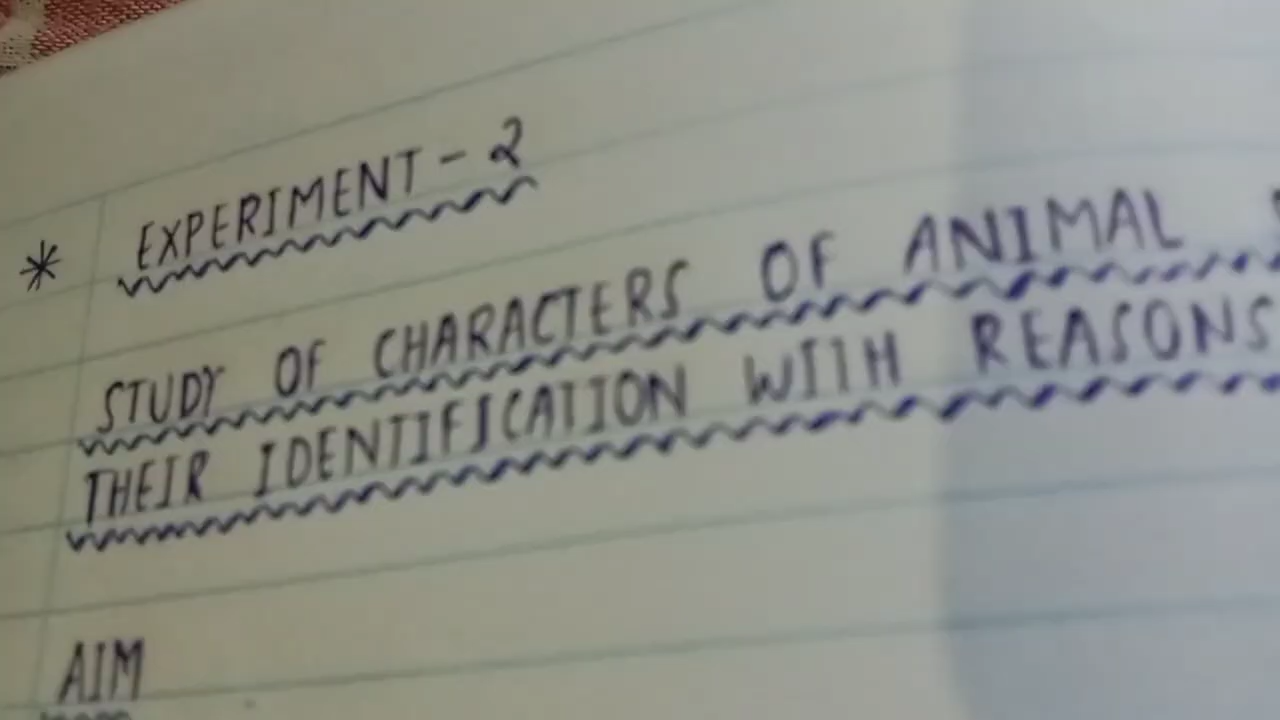 * EXPERIMENT - 2
STUDY OF CHARACTERS OF ANIMAL
THEIR IDENTIFICATION WITH REASONS
AIM